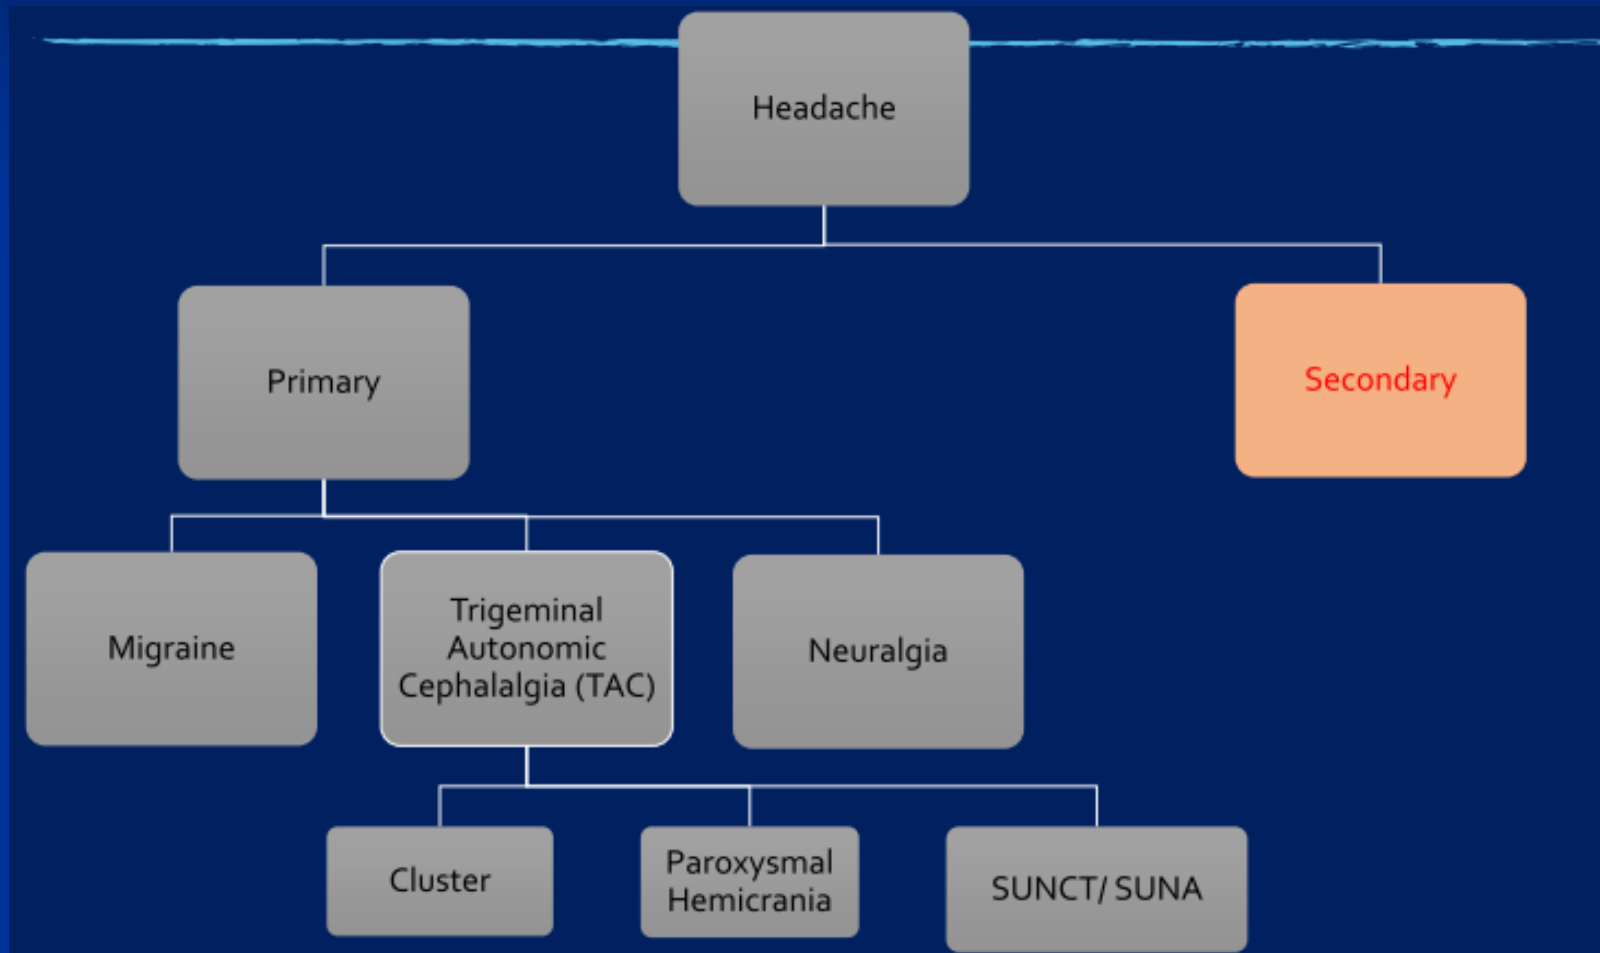 Headache
Primary
Secondary
Migraine
Trigeminal
Autonomic
Cephalalgia (TAC)
Neuralgia
Cluster
Paroxysmal
Hemicrania
SUNCT/ SUNA